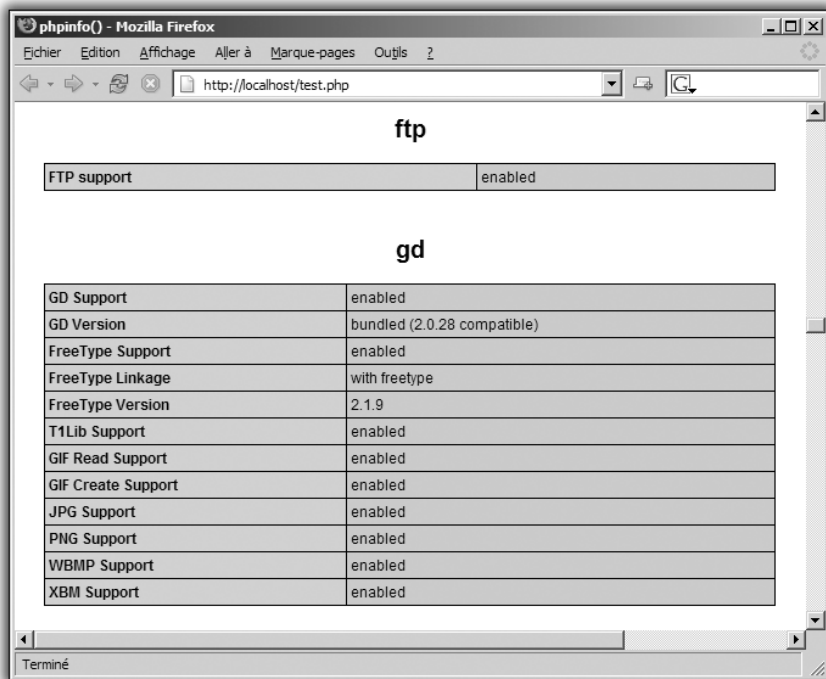 phpinfo() - Mozilla Firefox
Fichier Edition Affichage Aller à Marque-pages Outils ?
http://localhost/test.php G
ftp
FTP support enabled
gd
GD Support enabled
GD Version bundled (2.0.28 compatible)
FreeType Support enabled
FreeType Linkage with freetype
FreeType Version 2.1.9
T1Lib Support enabled
GIF Read Support enabled
GIF Create Support enabled
JPG Support enabled
PNG Support enabled
WBMP Support enabled
XBM Support enabled
Terminé